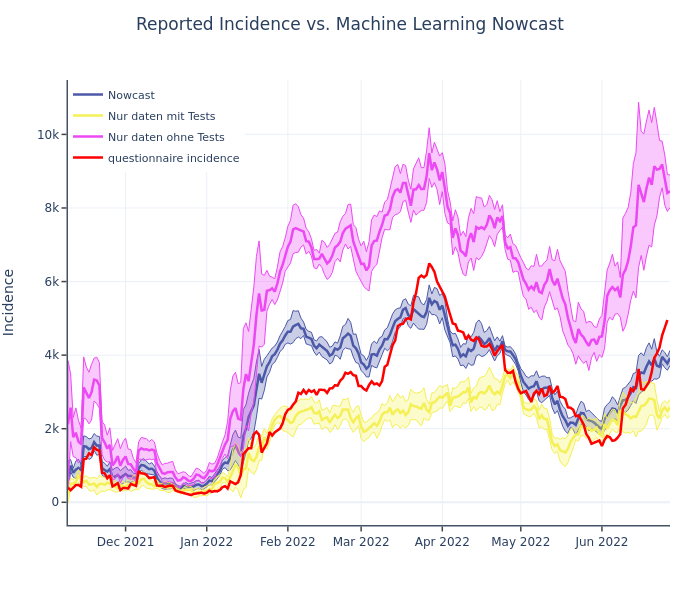 Reported Incidence vs. Machine Learning Nowcast
Nowcast
Nur daten mit Tests
Nur daten ohne Tests
questionnaire incidence
Incidence
10k
8k
6k
4k
2k
0
Dec 2021
Jan 2022
Feb 2022
Mar 2022
Apr 2022
May 2022
Jun 2022